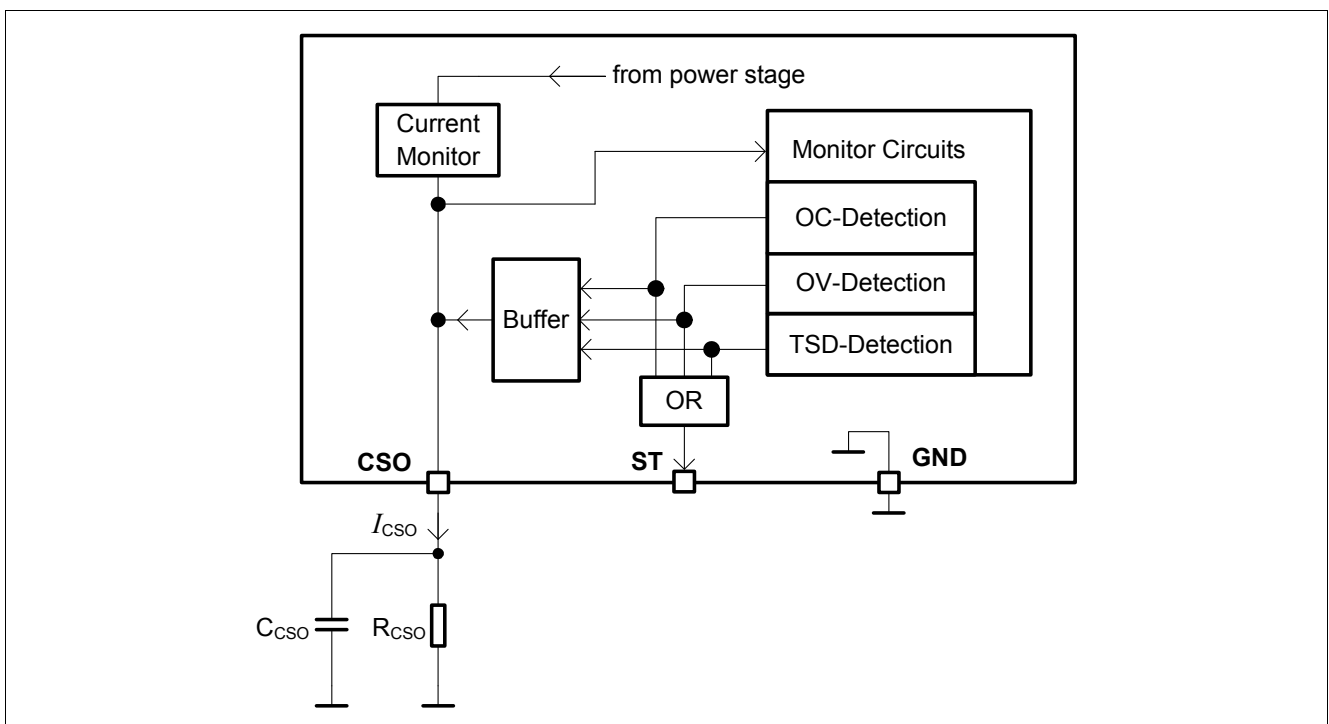 from power stage
Current
Monitor
Monitor Circuits
OC-Detection
OV-Detection
Buffer
TSD-Detection
OR
CSO
ST
GND
ICSO
CCSO
RCSO